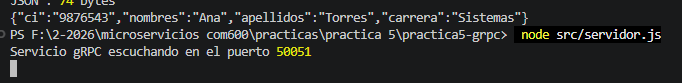 JSON : 74 bytes
{"ci":"9876543","nombres":"Ana","apellidos":"Torres","carrera":"Sistemas"}
PS F:\2-2026\microservicios com600\practicas\practica 5\practica5-grpc> node src/servidor.js
Servicio gRPC escuchando en el puerto 50051